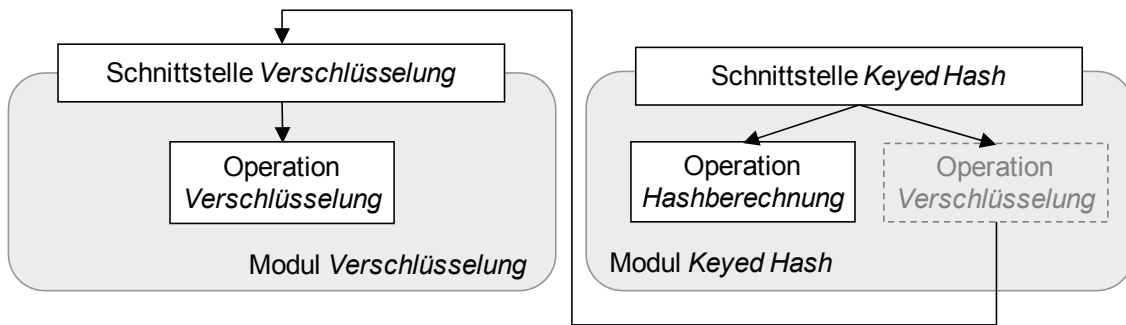 Schnittstelle Verschlüsselung
Operation
Verschlüsselung
Modul Verschlüsselung
Schnittstelle Keyed Hash
Operation
Hashberechnung
Operation
Verschlüsselung
Modul Keyed Hash